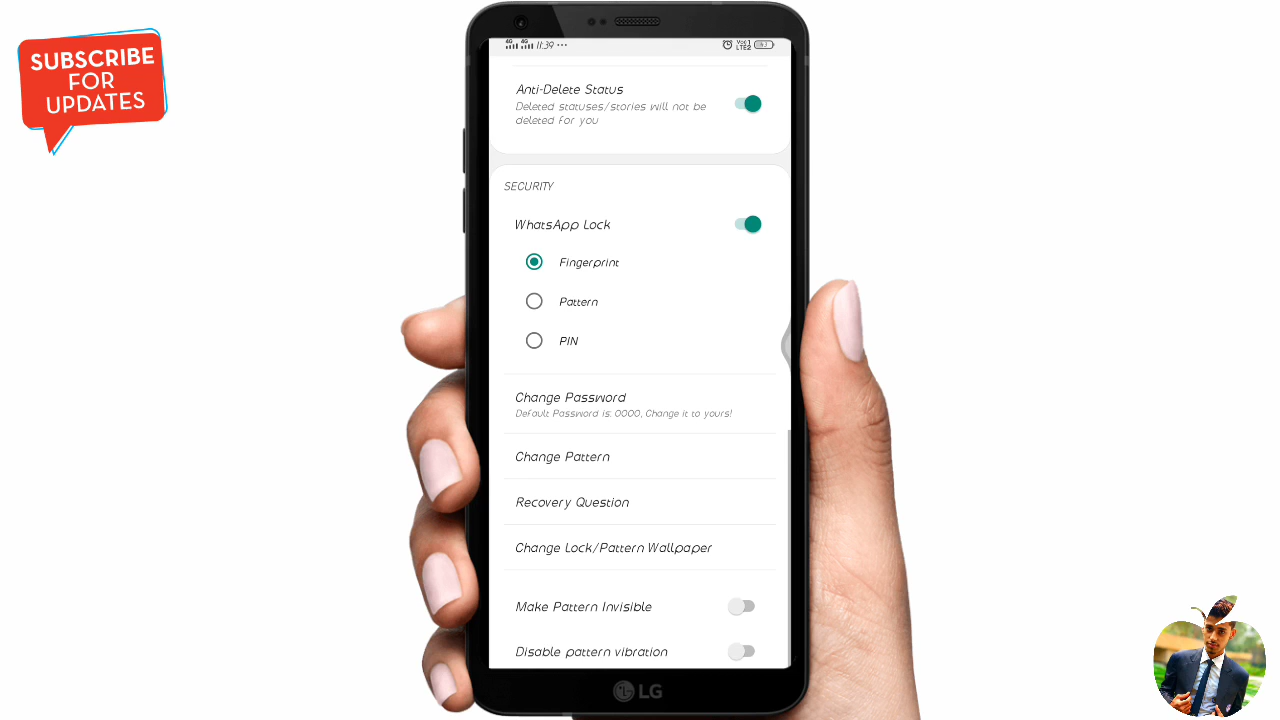 SUBSCRIBE
FOR
UPDATES
4G 4G 11:39 ...
Anti-Delete Status
Deleted statuses/stories will not be
deleted for you
SECURITY
WhatsApp Lock
Fingerprint
Pattern
PIN
Change Password
Default Password is: 0000, Change it to yours!
Change Pattern
Recovery Question
Change Lock/Pattern Wallpaper
Make Pattern Invisible
Disable pattern vibration
LG